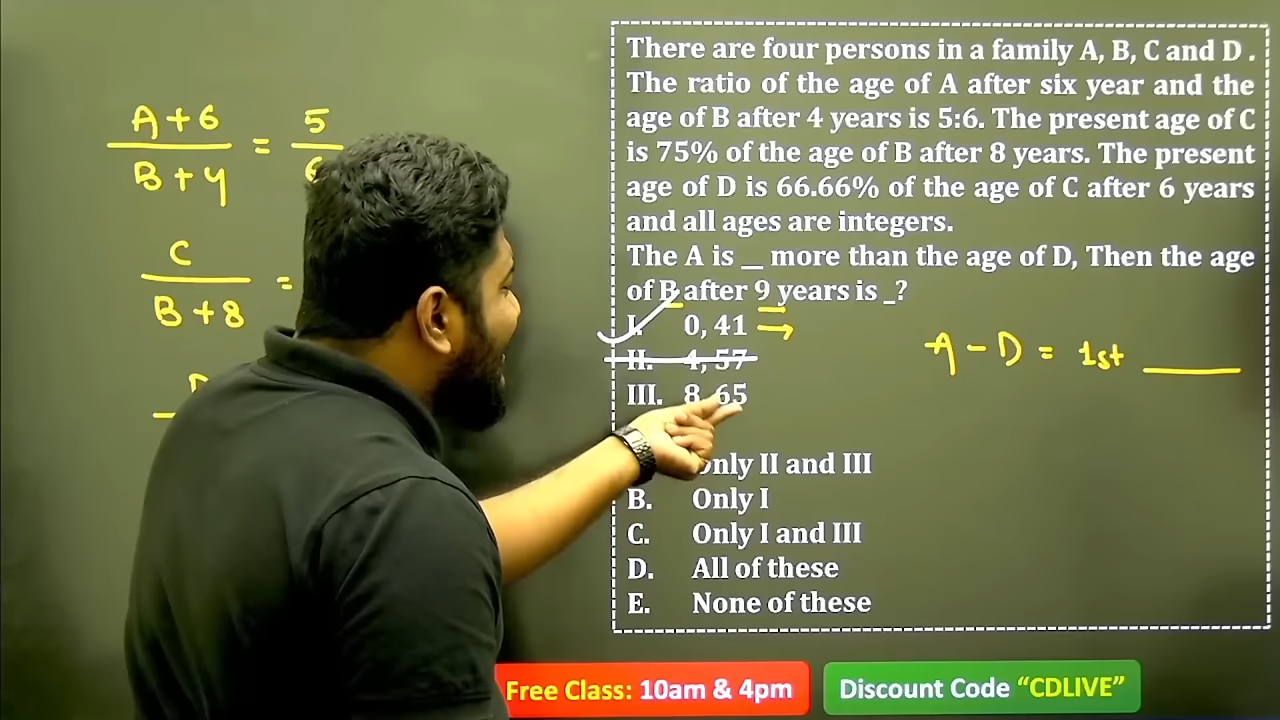 There are four persons in a family A, B, C and D .
The ratio of the age of A after six year and the
age of B after 4 years is 5:6. The present age of C
is 75% of the age of B after 8 years. The present
age of D is 66.66% of the age of C after 6 years
and all ages are integers.
The A is _ more than the age of D, Then the age
of B after 9 years is _?
I. 0, 41
II. 4, 57
III. 8, 65
only II and III
B. Only I
C. Only I and III
D. All of these
E. None of these
A+6 = 5
B+4
C =
B+8
A - D = 1st
Free Class: 10am & 4pm
Discount Code “CDLIVE”